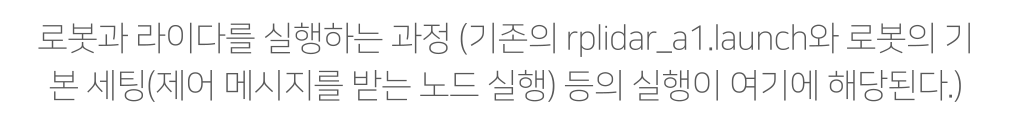 로봇과 라이다를 실행하는 과정 (기존의 rplidar_a1.launch와 로봇의 기
본 세팅(제어 메시지를 받는 노드 실행) 등의 실행이 여기에 해당된다.)